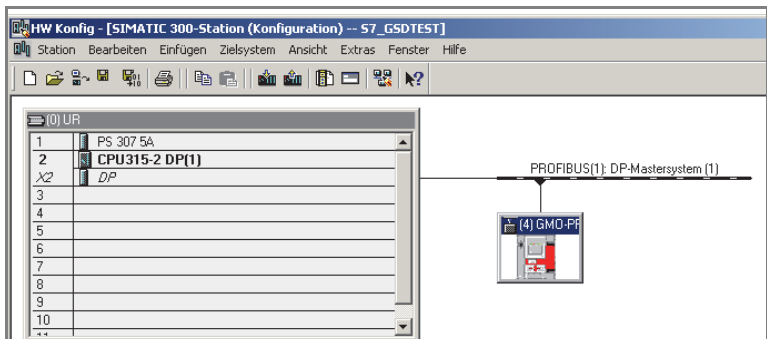 HW Konfig - [SIMATIC 300-Station (Konfiguration) -- S7_GSDTEST]
Station Bearbeiten Einfügen Zielsystem Ansicht Extras Fenster Hilfe
(0) UR
1 PS 307 5A
2 CPU315-2 DP(1)
X2 DP
3
4
5
6
7
8
9
10
11
PROFIBUS(1): DP-Mastersystem (1)
(4) GMO-PR